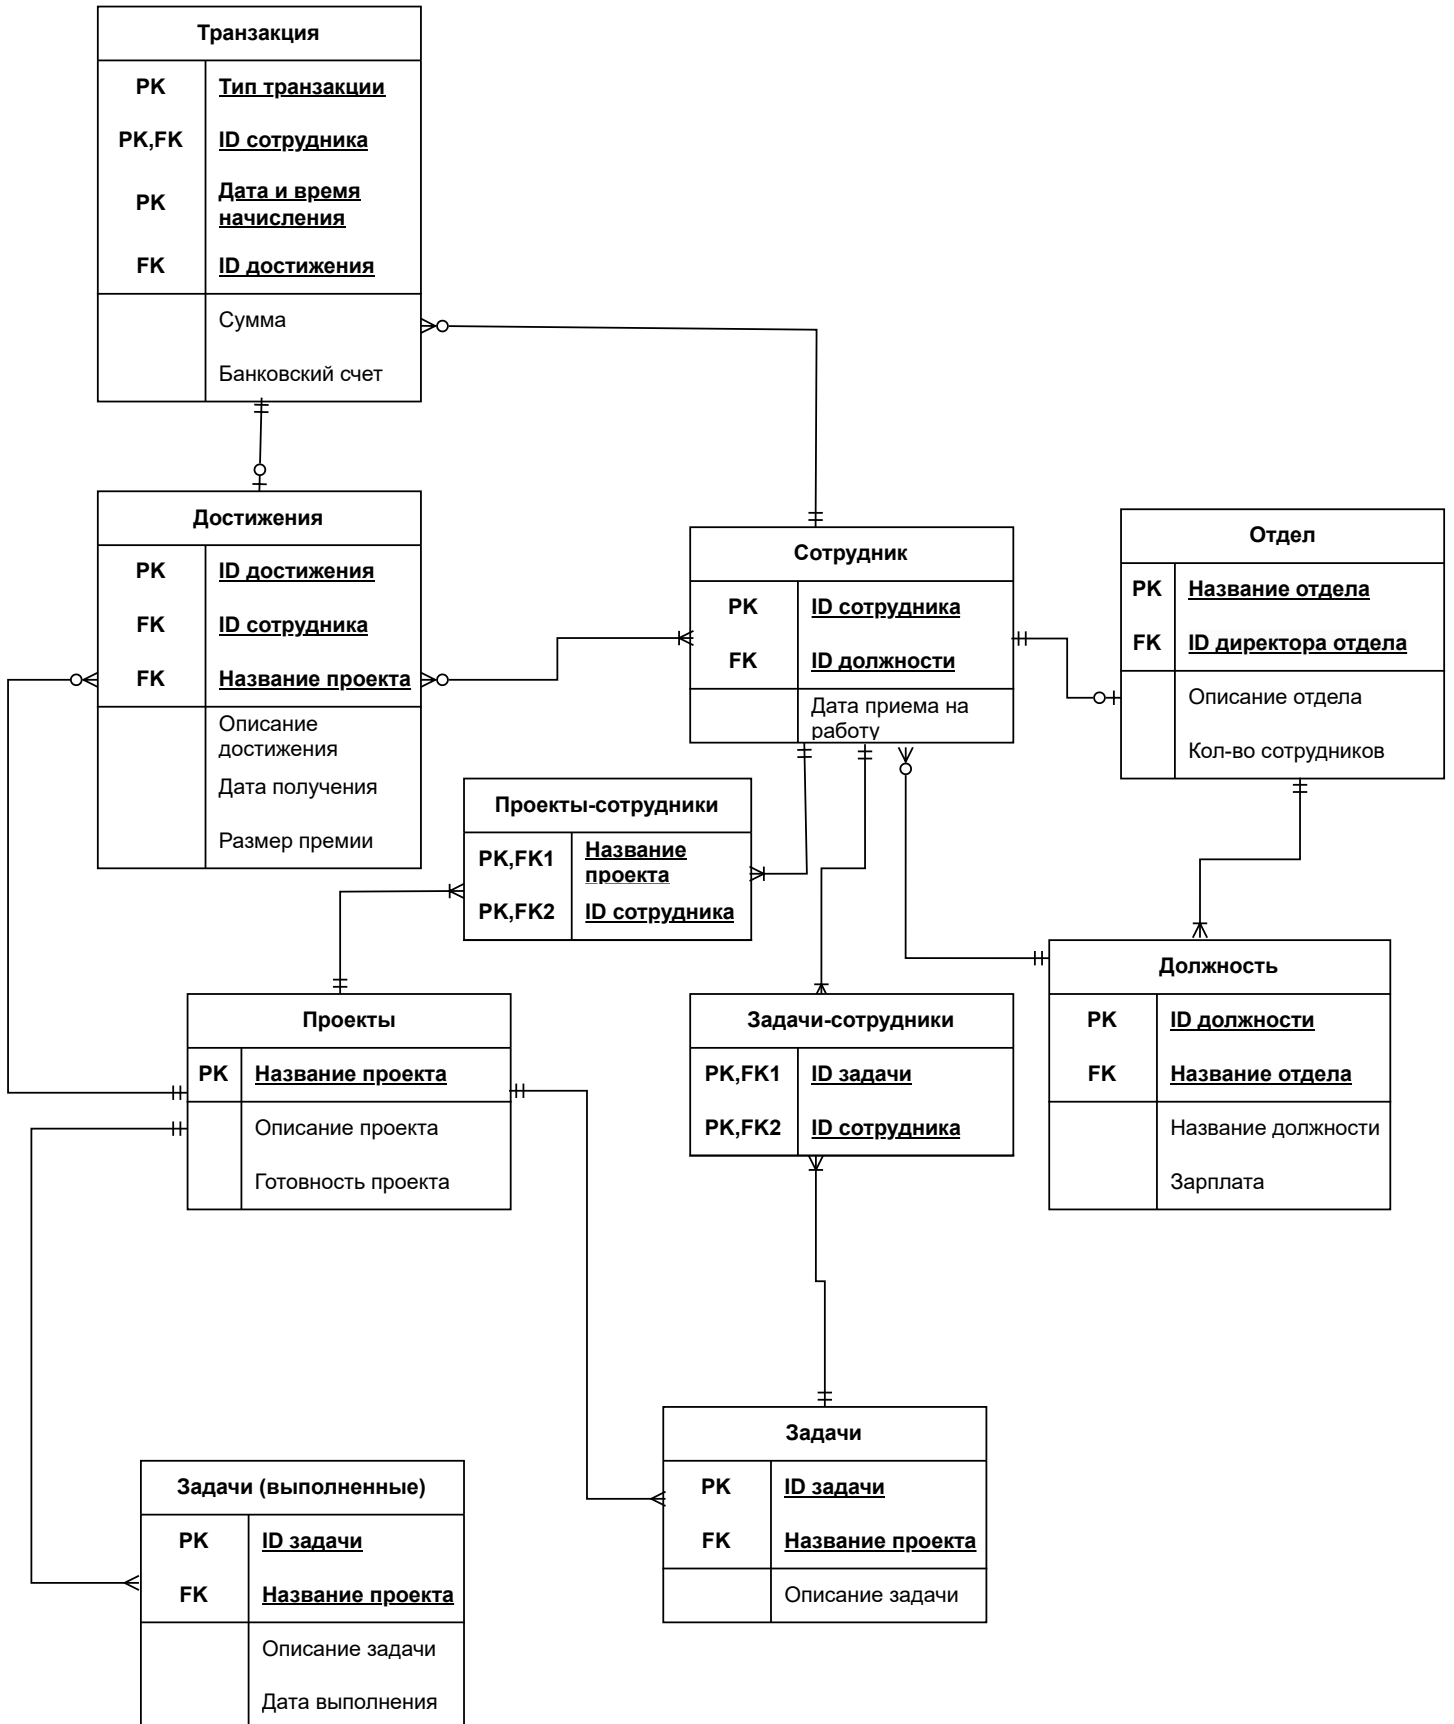 Транзакция
PK Тип транзакции
PK,FK ID сотрудника
PK Дата и время
начисления
FK ID достижения
Сумма
Банковский счет
Достижения
PK ID достижения
FK ID сотрудника
FK Название проекта
Описание
достижения
Дата получения
Размер премии
Сотрудник
PK ID сотрудника
FK ID должности
Дата приема на
работу
Отдел
PK Название отдела
FK ID директора отдела
Описание отдела
Кол-во сотрудников
Проекты-сотрудники
PK,FK1 Название
проекта
PK,FK2 ID сотрудника
Проекты
PK Название проекта
Описание проекта
Готовность проекта
Задачи-сотрудники
PK,FK1 ID задачи
PK,FK2 ID сотрудника
Должность
PK ID должности
FK Название отдела
Название должности
Зарплата
Задачи (выполненные)
PK ID задачи
FK Название проекта
Описание задачи
Дата выполнения
Задачи
PK ID задачи
FK Название проекта
Описание задачи